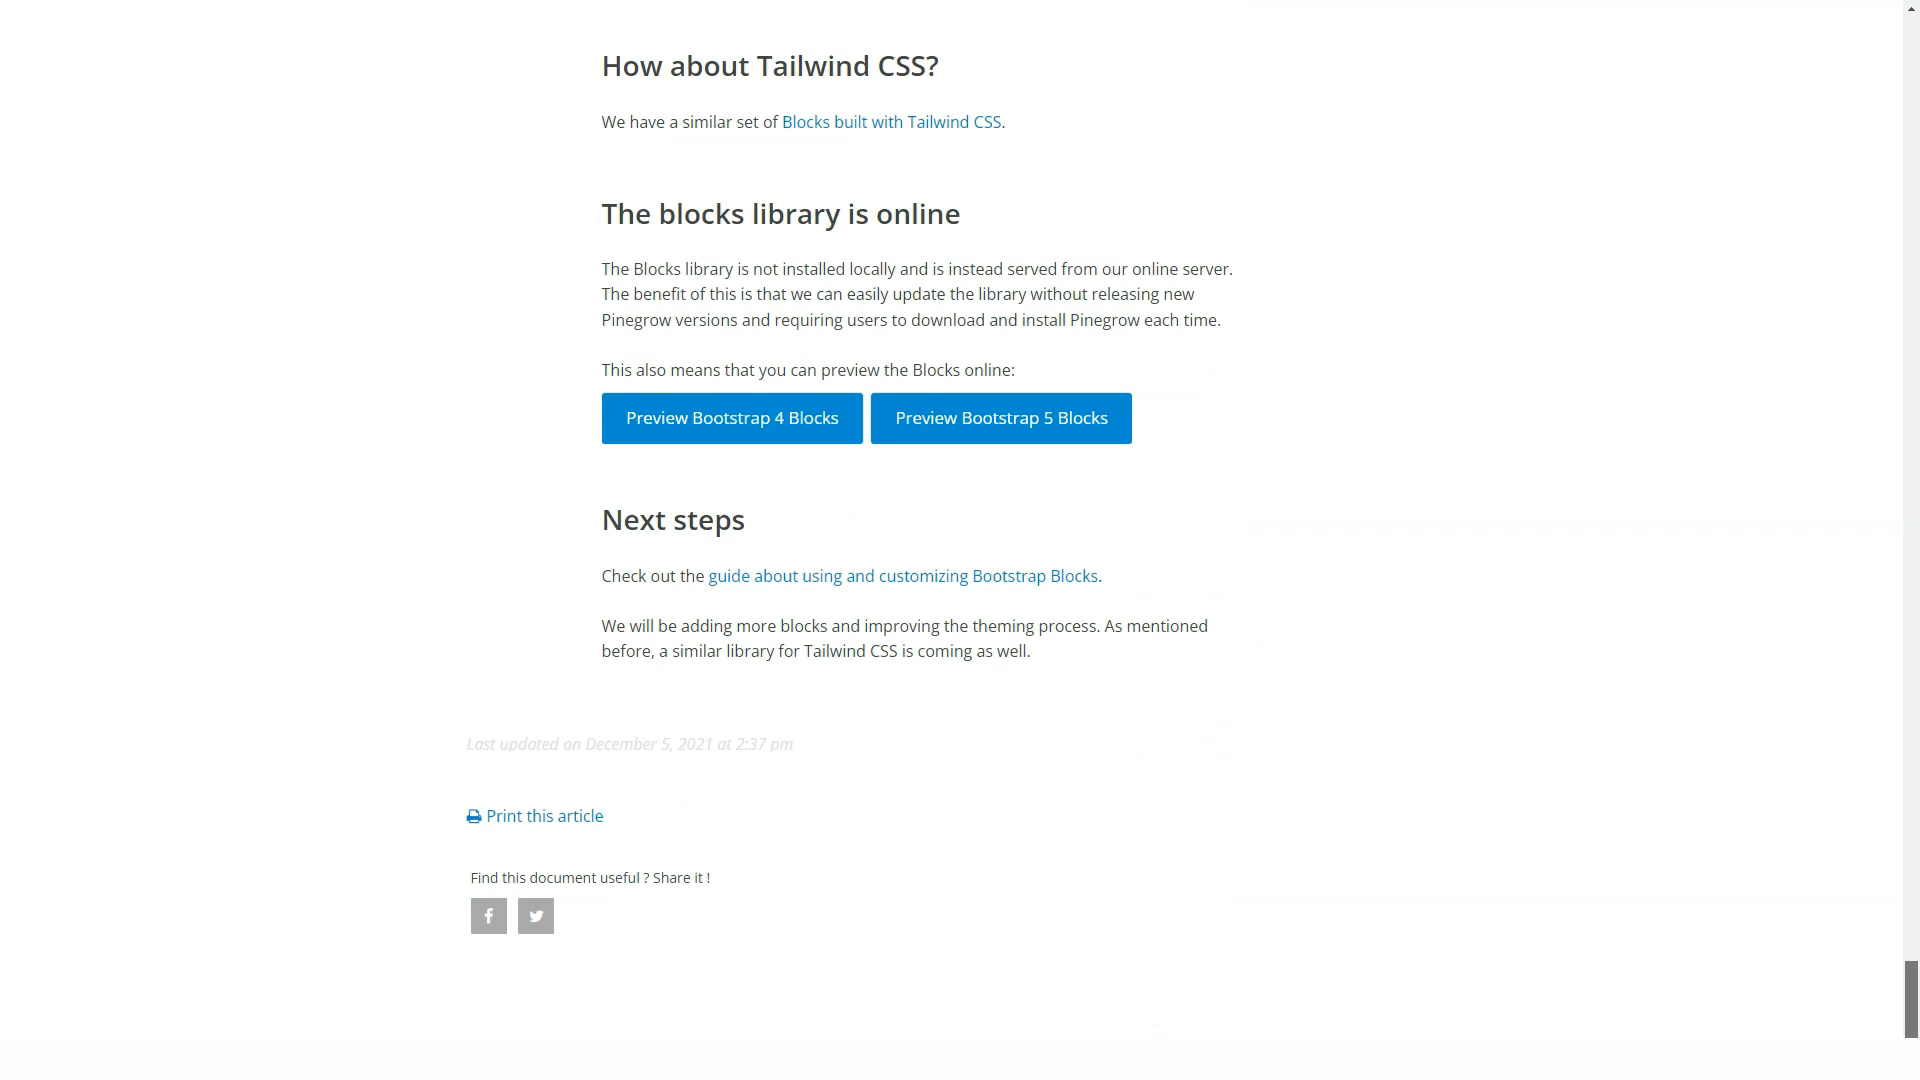 How about Tailwind CSS?
We have a similar set of Blocks built with Tailwind CSS.
The blocks library is online
The Blocks library is not installed locally and is instead served from our online server.
The benefit of this is that we can easily update the library without releasing new
Pinegrow versions and requiring users to download and install Pinegrow each time.
This also means that you can preview the Blocks online:
Preview Bootstrap 4 Blocks Preview Bootstrap 5 Blocks
Next steps
Check out the guide about using and customizing Bootstrap Blocks.
We will be adding more blocks and improving the theming process. As mentioned
before, a similar library for Tailwind CSS is coming as well.
Last updated on December 5, 2021 at 2:37 pm
Print this article
Find this document useful ? Share it !